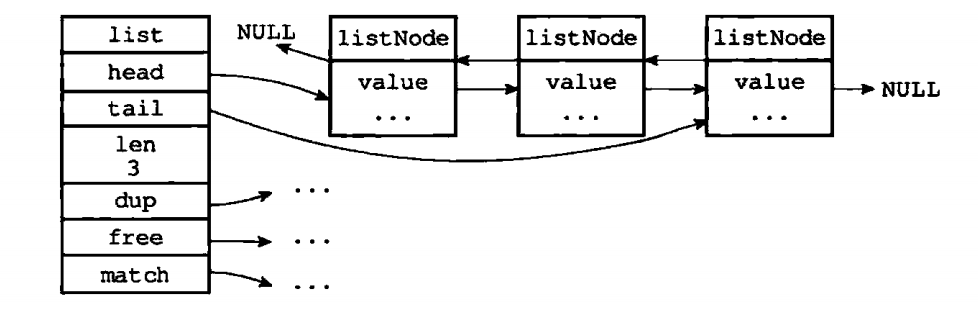 list
head
tail
len
3
dup
free
match
NULL
listNode
value
...
listNode
value
...
listNode
value
...
NULL
...
...
...